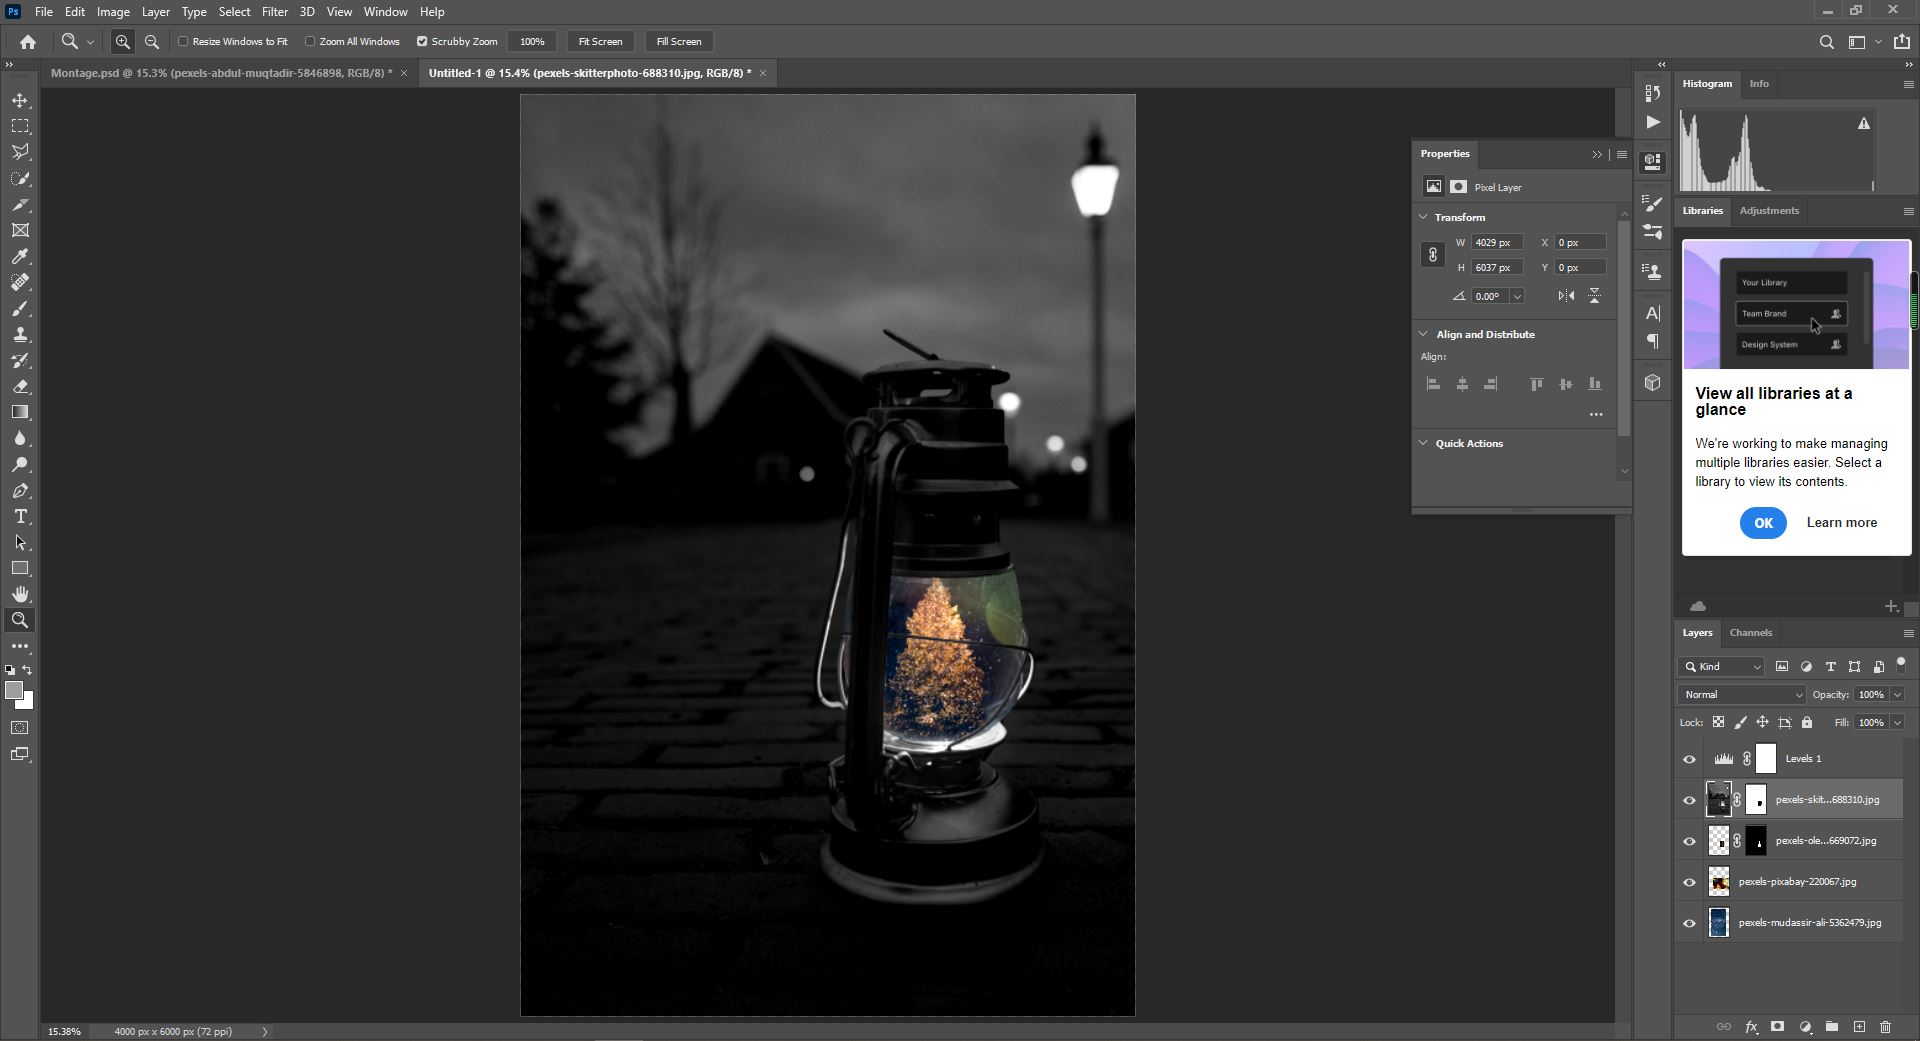 Ps File Edit Image Layer Type Select Filter 3D View Window Help
Resize Windows to Fit Zoom All Windows Scrubby Zoom 100% Fit Screen Fill Screen
Montage.psd @ 15.3% (pexels-abdul-muqtadir-5846898, RGB/8) * ×
Untitled-1 @ 15.4% (pexels-skitterphoto-688310.jpg, RGB/8) * ×
Histogram Info
Properties
Pixel Layer
Transform
W 4029 px X 0 px
H 6037 px Y 0 px
0.00°
Align and Distribute
Align:
Quick Actions
Libraries Adjustments
Your Library
Team Brand
Design System
View all libraries at a
glance
We're working to make managing
multiple libraries easier. Select a
library to view its contents.
OK Learn more
Layers Channels
Kind
Normal Opacity: 100%
Lock: Fill: 100%
Levels 1
pexels-skit...688310.jpg
pexels-ole...669072.jpg
pexels-pixabay-220067.jpg
pexels-mudassir-ali-5362479.jpg
15.38% 4000 px x 6000 px (72 ppi)